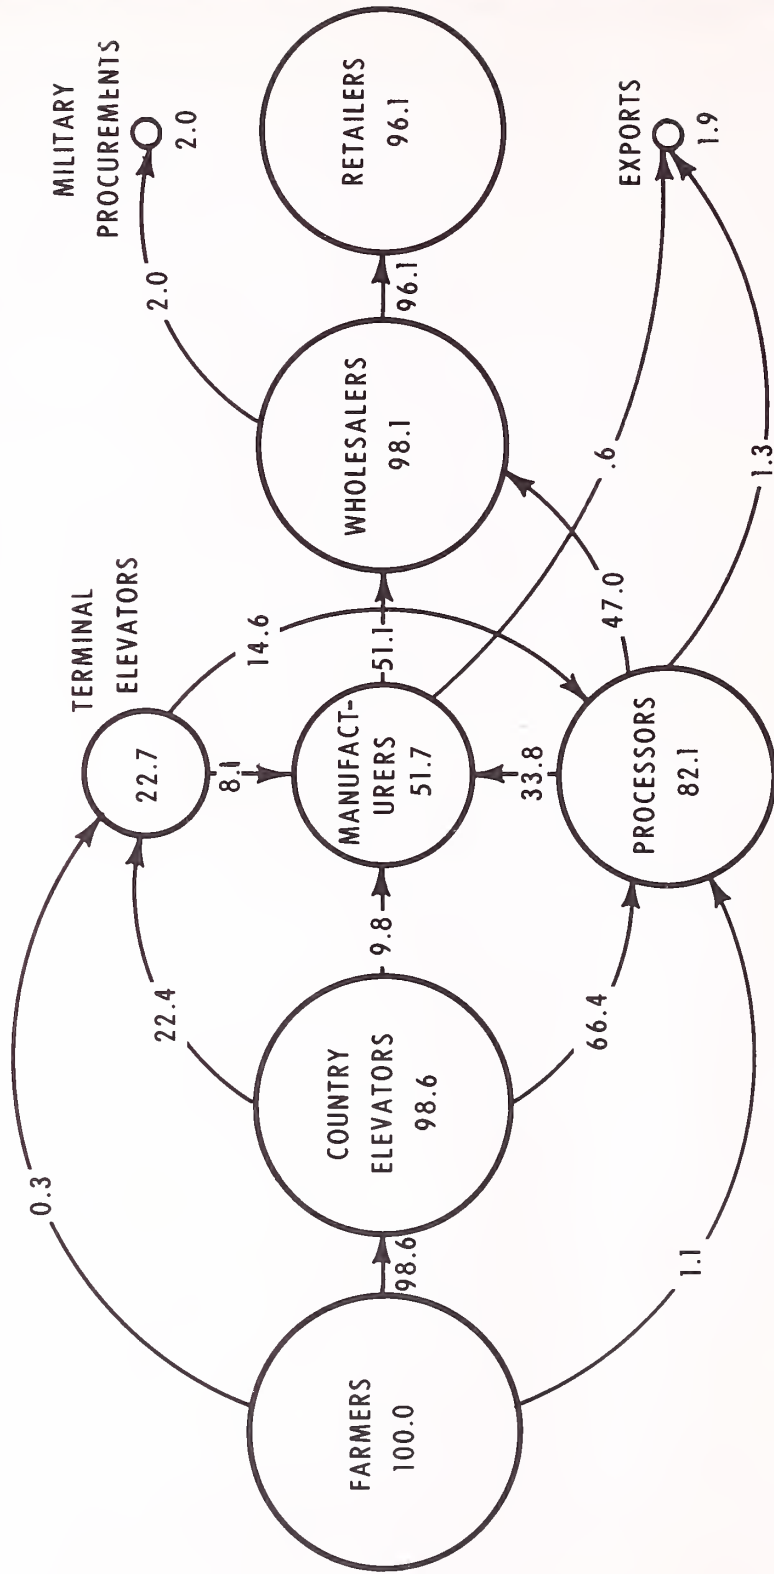 MILITARY
PROCUREMENTS
2.0
2.0
TERMINAL
ELEVATORS
22.7
0.3
22.4
14.6
8.1
FARMERS
100.0
98.6
COUNTRY
ELEVATORS
98.6
9.8
MANUFACT-
URERS
51.7
51.1
WHOLESALERS
98.1
96.1
RETAILERS
96.1
33.8
66.4
1.1
PROCESSORS
82.1
47.0
.6
1.3
EXPORTS
1.9